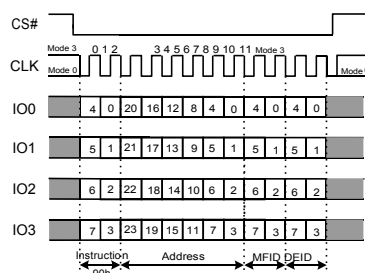 CS#
Mode 3 0 1 2 3 4 5 6 7 8 9 10 11 Mode 3
CLK
Mode 0
IO0 4 0 20 16 12 8 4 0 4 0 4 0
IO1 5 1 21 17 13 9 5 1 5 1 5 1
IO2 6 2 22 18 14 10 6 2 6 2 6 2
IO3 7 3 23 19 15 11 7 3 7 3 7 3
Instruction Address MFID DEID